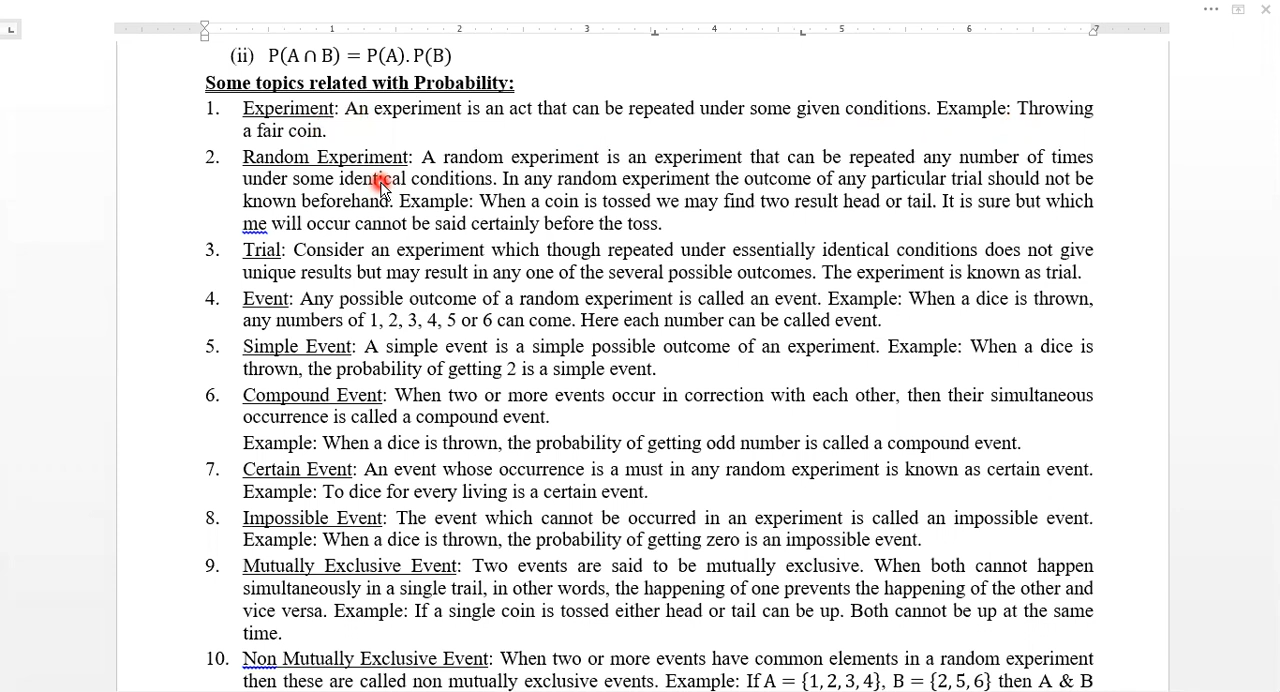 1 2 3 4 5 6 7
(ii) P(A ∩ B) = P(A). P(B)
Some topics related with Probability:
1. Experiment: An experiment is an act that can be repeated under some given conditions. Example: Throwing
a fair coin.
2. Random Experiment: A random experiment is an experiment that can be repeated any number of times
under some identical conditions. In any random experiment the outcome of any particular trial should not be
known beforehand. Example: When a coin is tossed we may find two result head or tail. It is sure but which
me will occur cannot be said certainly before the toss.
3. Trial: Consider an experiment which though repeated under essentially identical conditions does not give
unique results but may result in any one of the several possible outcomes. The experiment is known as trial.
4. Event: Any possible outcome of a random experiment is called an event. Example: When a dice is thrown,
any numbers of 1, 2, 3, 4, 5 or 6 can come. Here each number can be called event.
5. Simple Event: A simple event is a simple possible outcome of an experiment. Example: When a dice is
thrown, the probability of getting 2 is a simple event.
6. Compound Event: When two or more events occur in correction with each other, then their simultaneous
occurrence is called a compound event.
Example: When a dice is thrown, the probability of getting odd number is called a compound event.
7. Certain Event: An event whose occurrence is a must in any random experiment is known as certain event.
Example: To dice for every living is a certain event.
8. Impossible Event: The event which cannot be occurred in an experiment is called an impossible event.
Example: When a dice is thrown, the probability of getting zero is an impossible event.
9. Mutually Exclusive Event: Two events are said to be mutually exclusive. When both cannot happen
simultaneously in a single trail, in other words, the happening of one prevents the happening of the other and
vice versa. Example: If a single coin is tossed either head or tail can be up. Both cannot be up at the same
time.
10. Non Mutually Exclusive Event: When two or more events have common elements in a random experiment
then these are called non mutually exclusive events. Example: If A = {1, 2, 3, 4}, B = {2, 5, 6} then A & B